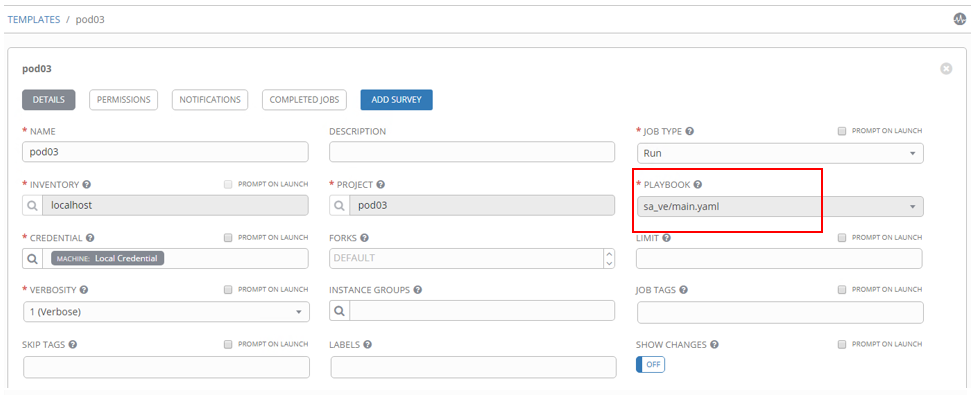 TEMPLATES / pod03
pod03
DETAILS PERMISSIONS NOTIFICATIONS COMPLETED JOBS ADD SURVEY
* NAME DESCRIPTION * JOB TYPE ? PROMPT ON LAUNCH
pod03 Run
* INVENTORY ? PROMPT ON LAUNCH * PROJECT ? * PLAYBOOK ?
localhost pod03 sa_ve/main.yaml
* CREDENTIAL ? PROMPT ON LAUNCH FORKS ? LIMIT ? PROMPT ON LAUNCH
MACHINE: Local Credential DEFAULT
* VERBOSITY ? PROMPT ON LAUNCH INSTANCE GROUPS ? JOB TAGS ? PROMPT ON LAUNCH
1 (Verbose)
SKIP TAGS ? PROMPT ON LAUNCH LABELS ? SHOW CHANGES ? PROMPT ON LAUNCH
OFF